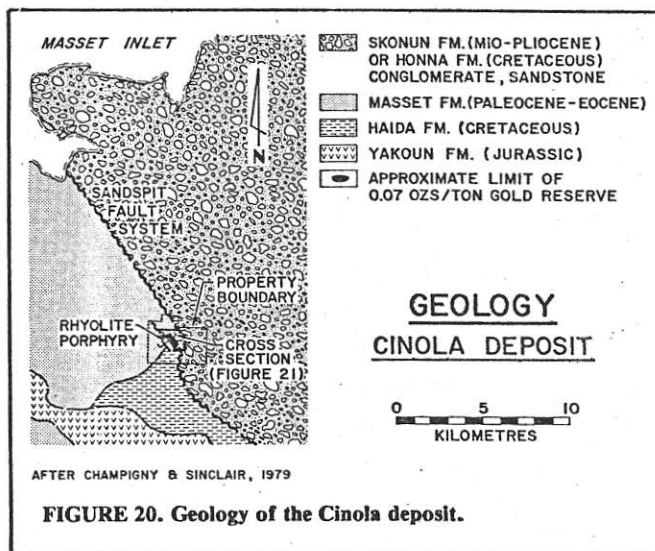 MASSET INLET
N
SANDSPIT
FAULT
SYSTEM
PROPERTY
BOUNDARY
RHYOLITE
PORPHYRY
CROSS
SECTION
(FIGURE 21)
AFTER CHAMPIGNY & SINCLAIR, 1979
SKONUN FM. (MIO-PLIOCENE)
OR HONNA FM. (CRETACEOUS)
CONGLOMERATE, SANDSTONE
MASSET FM. (PALEOCENE-EOCENE)
HAIDA FM. (CRETACEOUS)
YAKOUN FM. (JURASSIC)
APPROXIMATE LIMIT OF
0.07 OZS/TON GOLD RESERVE
GEOLOGY
CINOLA DEPOSIT
0 5 10
KILOMETRES
FIGURE 20. Geology of the Cinola deposit.